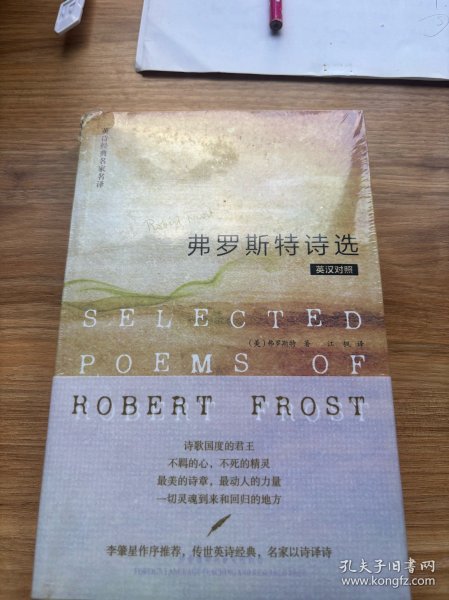 英诗经典名家名译
Robert Frost
弗罗斯特诗选
英汉对照
SELECTED
POEMS OF
(美)弗罗斯特 著 江枫 译
ROBERT FROST
诗歌国度的君王
不羁的心，不死的精灵
最美的诗章，最动人的力量
一切灵魂到来和回归的地方
李肇星作序推荐，传世英诗经典，名家以诗译诗
孔夫子旧书网
www.kongfz.com